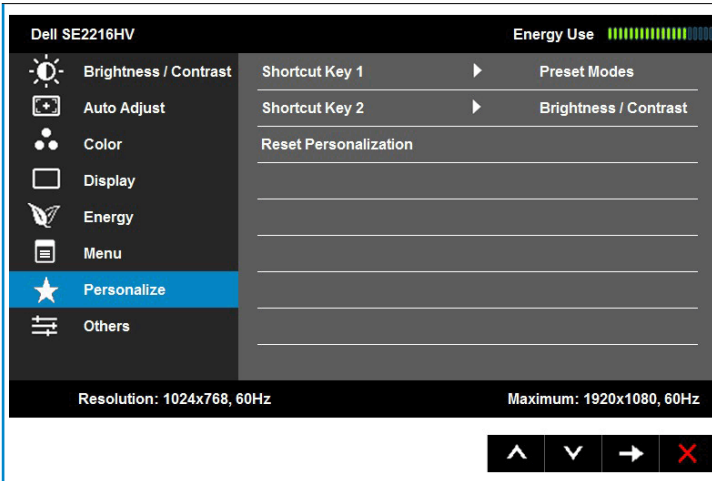 Dell SE2216HV Energy Use
Brightness / Contrast Shortcut Key 1 Preset Modes
Auto Adjust Shortcut Key 2 Brightness / Contrast
Color Reset Personalization
Display
Energy
Menu
Personalize
Others
Resolution: 1024x768, 60Hz Maximum: 1920x1080, 60Hz